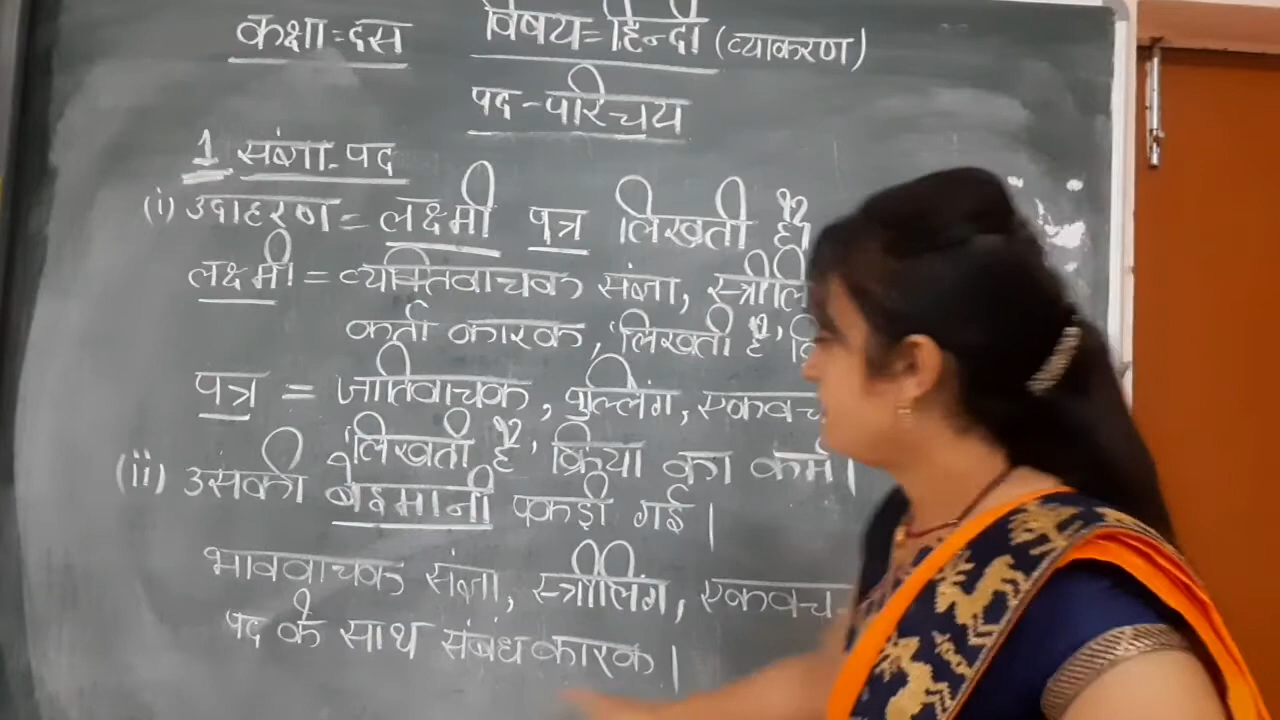 कक्षा=दस विषय=हिन्दी (व्याकरण)
पद-परिचय
1 संज्ञा-पद
(i) उदाहरण = लक्ष्मी पत्र लिखती है।
लक्ष्मी = व्यक्तिवाचक संज्ञा, स्त्रीलि
कर्ता कारक, 'लिखती है'
पत्र = जातिवाचक, पुल्लिंग, एकवच
'लिखती है' क्रिया का कर्म।
(ii) उसकी बेइमानी पकड़ी गई।
भाववाचक संज्ञा, स्त्रीलिंग, एकवच
पद के साथ संबंध कारक।